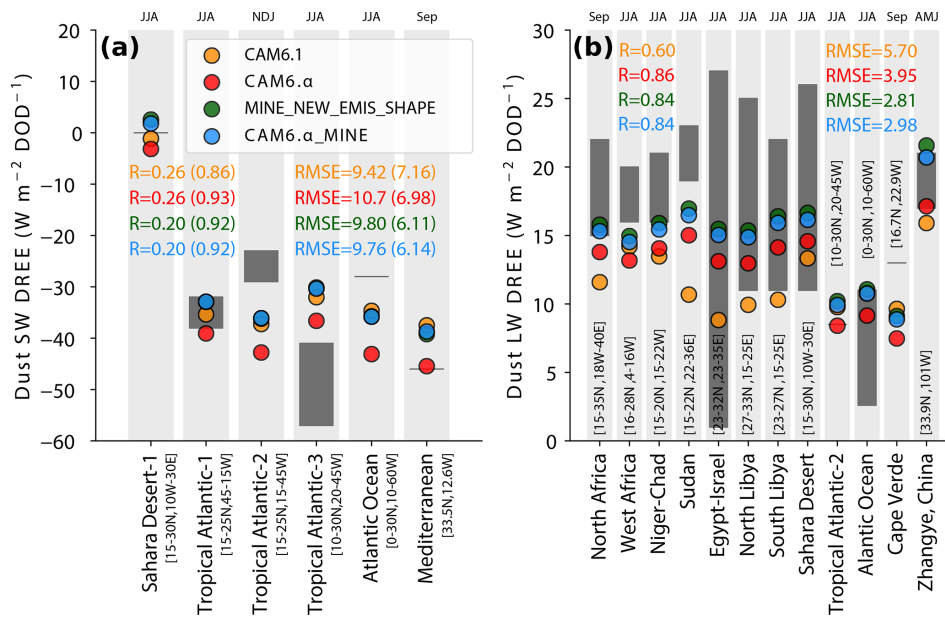 JJA JJA NDJ JJA JJA Sep
(a)
CAM6.1
CAM6.α
MINE_NEW_EMIS_SHAPE
CAM6.α_MINE
R=0.26 (0.86) RMSE=9.42 (7.16)
R=0.26 (0.93) RMSE=10.7 (6.98)
R=0.20 (0.92) RMSE=9.80 (6.11)
R=0.20 (0.92) RMSE=9.76 (6.14)
Dust SW DREE (W m−2 DOD−1)
20
10
0
−10
−20
−30
−40
−50
−60
Sahara Desert-1
[15-30N,10W-30E]
Tropical Atlantic-1
[15-25N,45-15W]
Tropical Atlantic-2
[15-25N,15-45W]
Tropical Atlantic-3
[10-30N,20-45W]
Atlantic Ocean
[0-30N,10-60W]
Mediterranean
[33.5N,12.6W]
Sep JJA JJA JJA JJA JJA JJA JJA JJA JJA Sep AMJ
(b)
R=0.60 RMSE=5.70
R=0.86 RMSE=3.95
R=0.84 RMSE=2.81
R=0.84 RMSE=2.98
Dust LW DREE (W m−2 DOD−1)
30
25
20
15
10
5
0
[15-35N,18W-40E]
[16-28N,4-16W]
[15-20N,15-22W]
[15-22N,22-36E]
[23-32N,23-35E]
[27-33N,15-25E]
[23-27N,15-25E]
[15-30N,10W-30E]
[10-30N,20-45W]
[0-30N,10-60W]
[16.7N,22.9W]
[33.9N,101W]
North Africa
West Africa
Niger-Chad
Sudan
Egypt-Israel
North Libya
South Libya
Sahara Desert
Tropical Atlantic-2
Alantic Ocean
Cape Verde
Zhangye, China